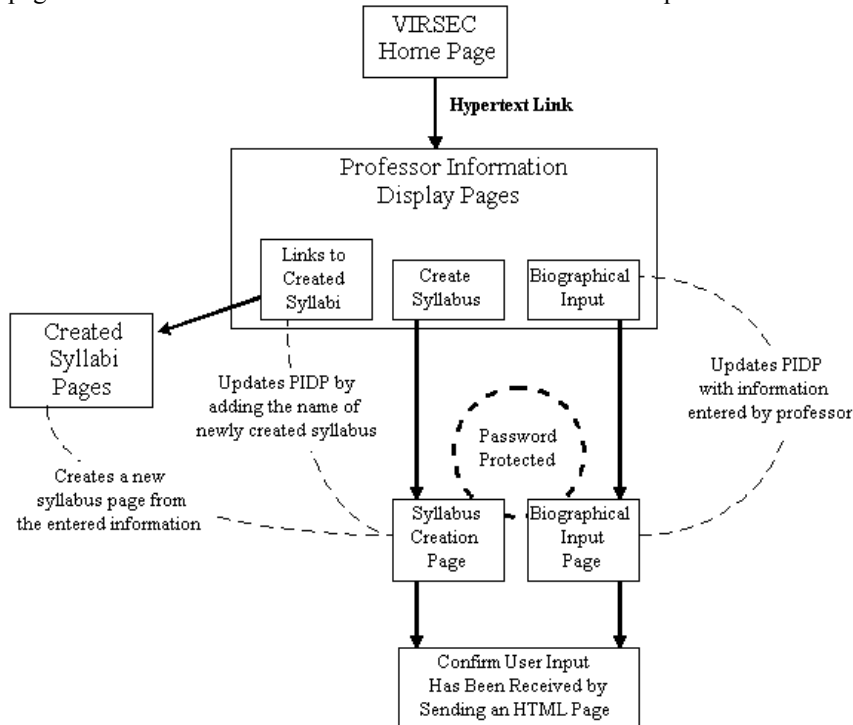 VIRSEC
Home Page
Hypertext Link
Professor Information
Display Pages
Links to
Created
Syllabi
Create
Syllabus
Biographical
Input
Created
Syllabi
Pages
Updates PIDP by
adding the name of
newly created syllabus
Updates PIDP
with information
entered by professor
Password
Protected
Creates a new
syllabus page from
the entered information
Syllabus
Creation
Page
Biographical
Input
Page
Confirm User Input
Has Been Received by
Sending an HTML Page